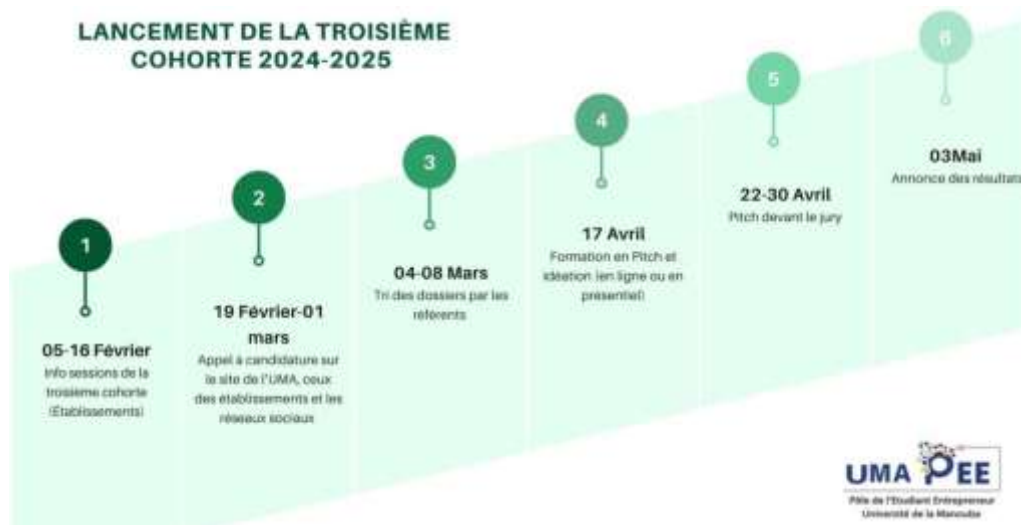 LANCEMENT DE LA TROISIÈME
COHORTE 2024-2025
1
05-16 Février
Info sessions de la
troisième cohorte
(Établissements)
2
19 Février-01
mars
Appel à candidature sur
le site de l'UMA, ceux
des établissements et les
réseaux sociaux
3
04-08 Mars
Tri des dossiers par les
référents
4
17 Avril
Formation en Pitch et
idéation (en ligne ou en
présentiel)
5
22-30 Avril
Pitch devant le jury
6
03Mai
Annonce des résultats
UMA PEE
Pôle de l'Etudiant Entrepreneur
Université de la Manouba